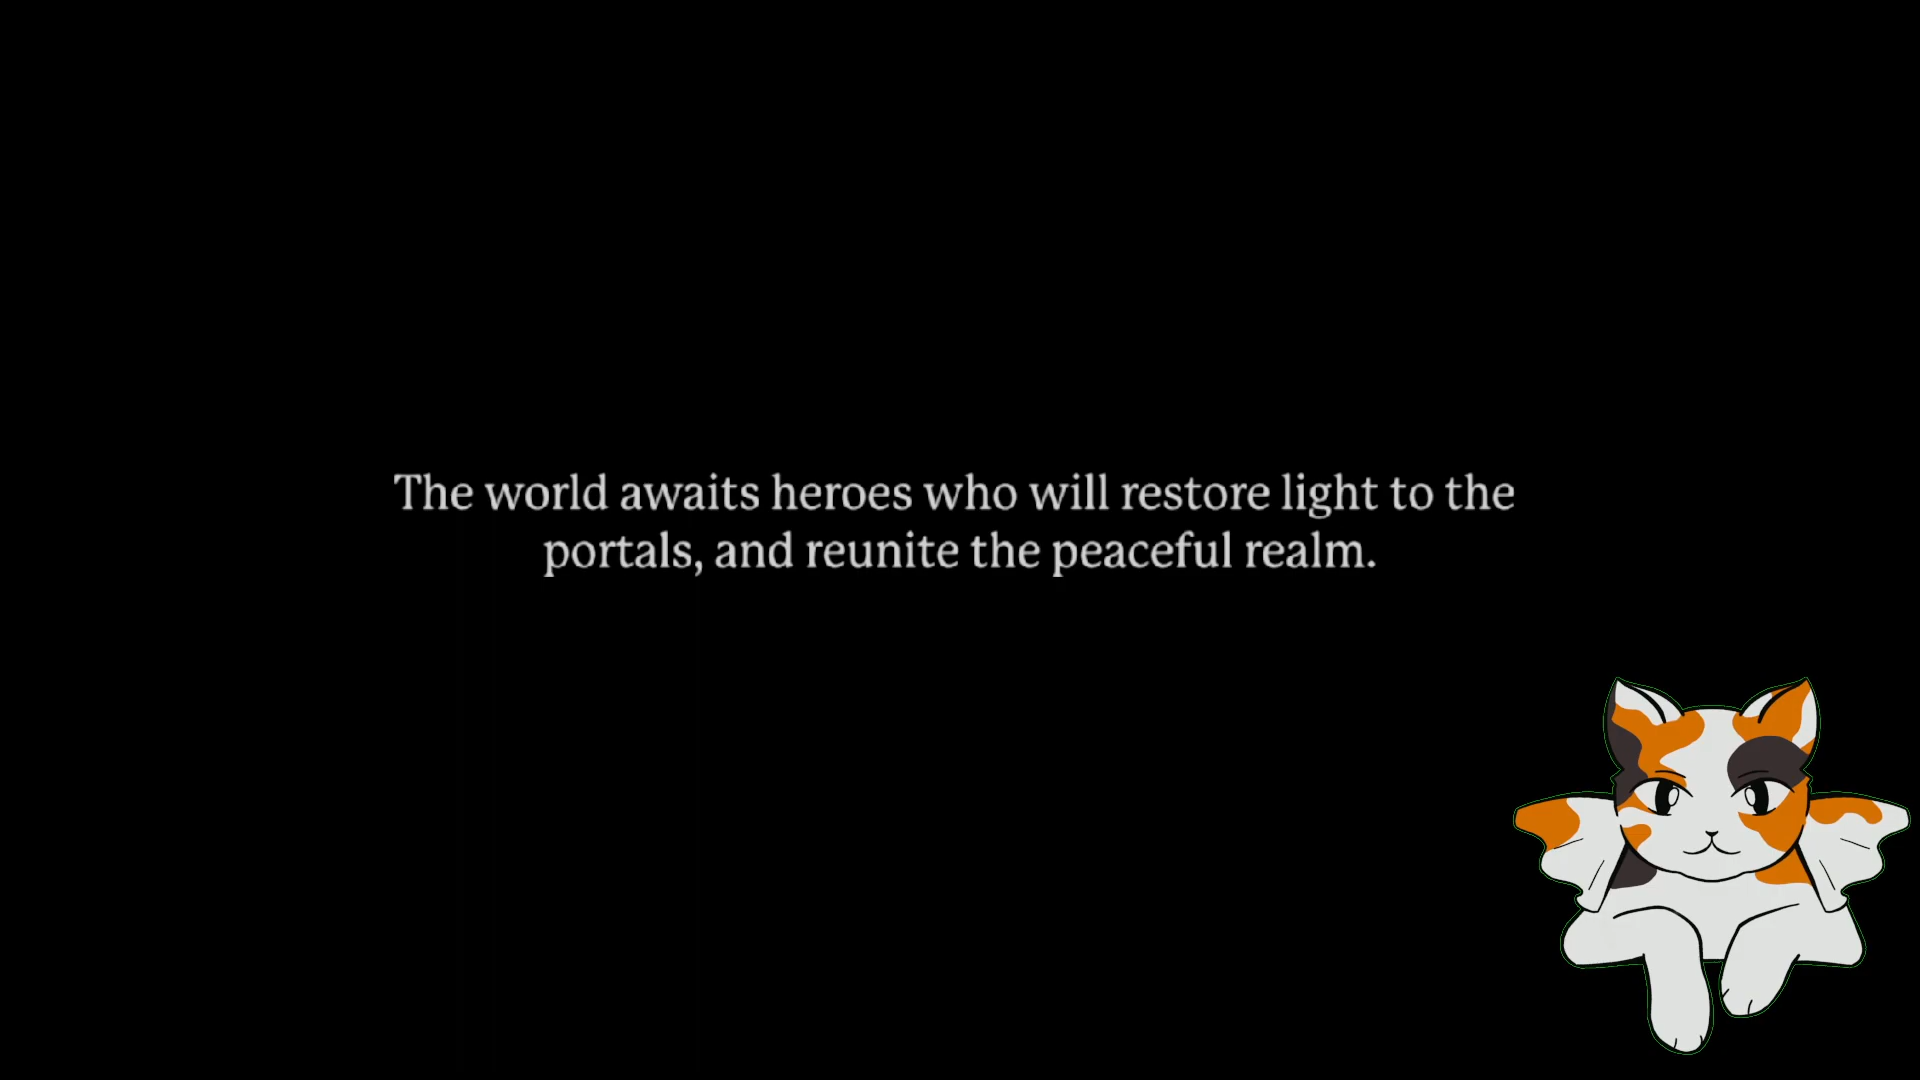 The world awaits heroes who will restore light to the
portals, and reunite the peaceful realm.